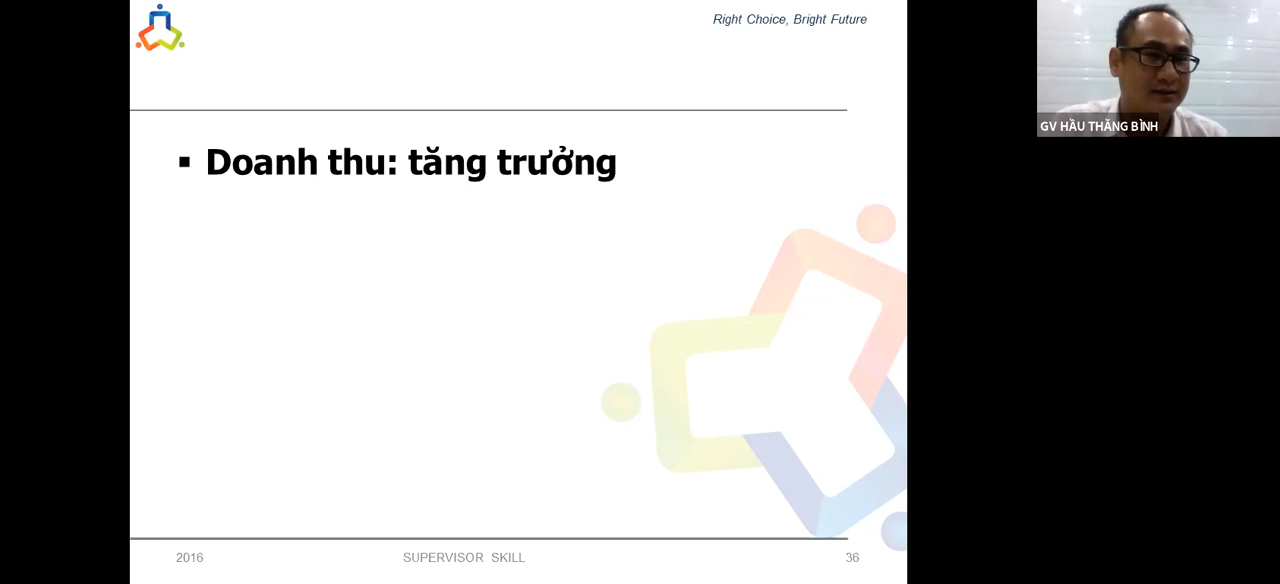 Right Choice, Bright Future
GV HẦU THĂNG BÌNH
▪ Doanh thu: tăng trưởng
2016 SUPERVISOR SKILL 36